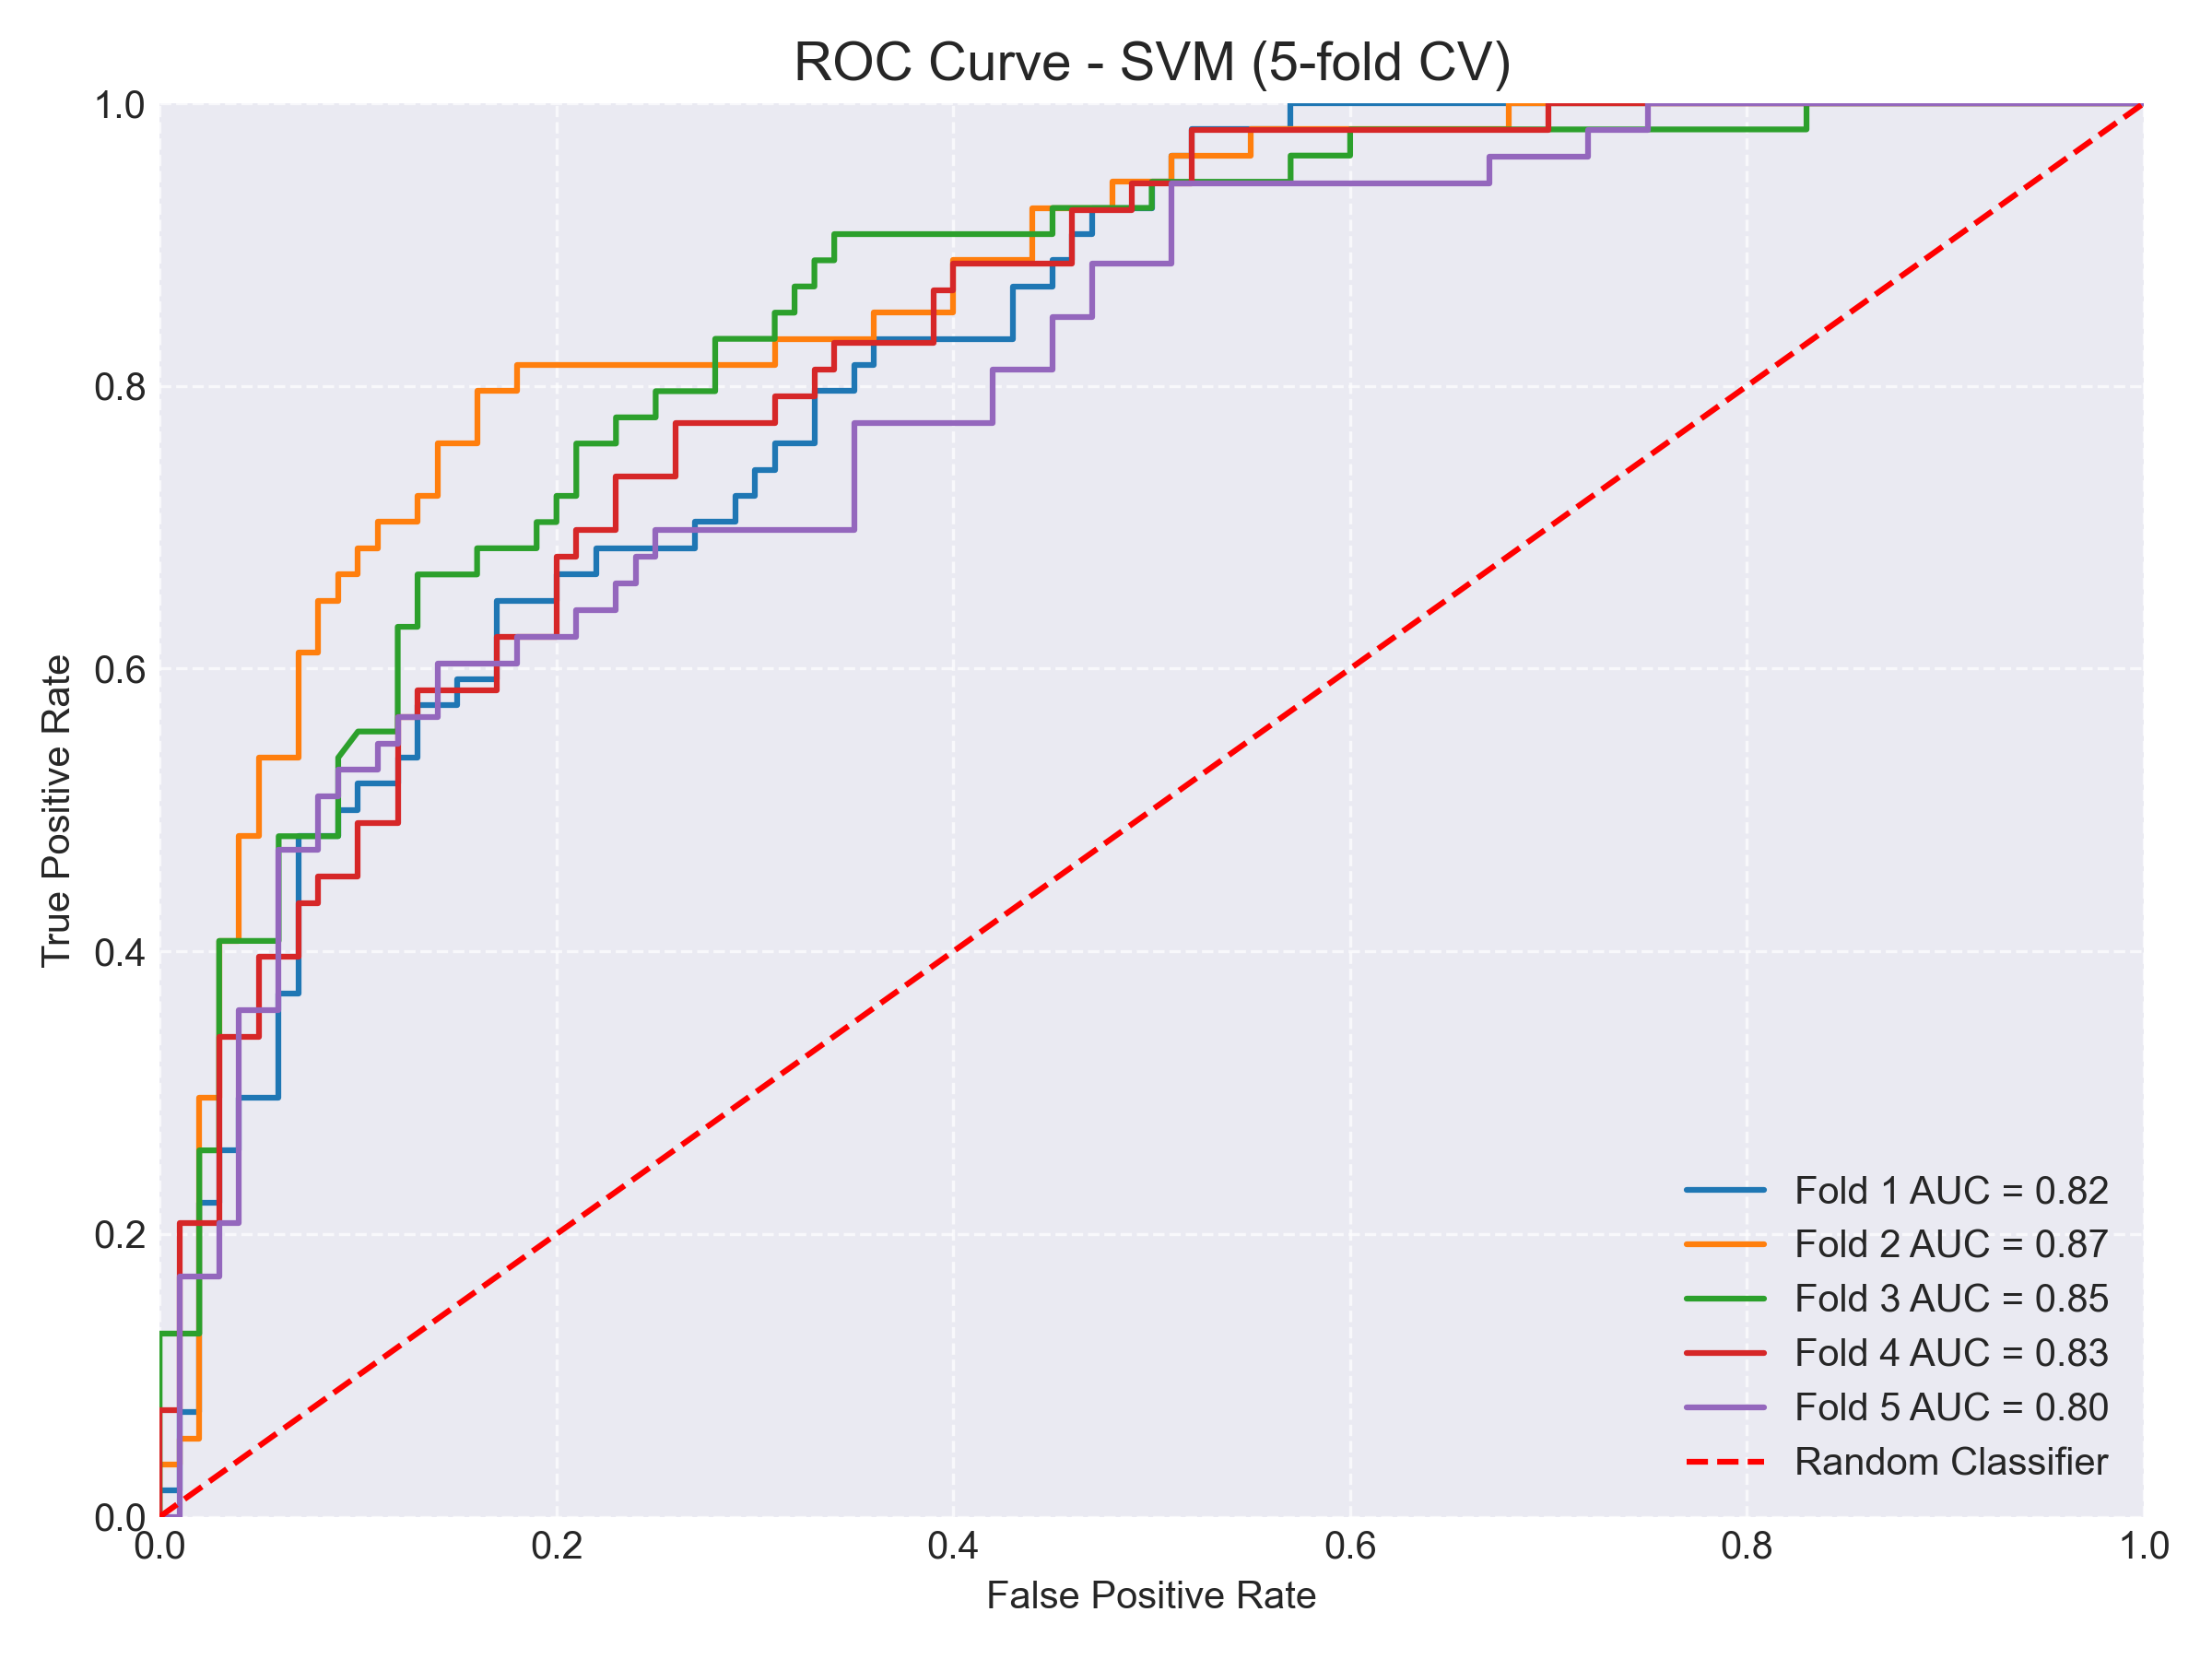 ROC Curve - SVM (5-fold CV)
1.0
0.8
0.6
0.4
0.2
0.0
True Positive Rate
0.0 0.2 0.4 0.6 0.8 1.0
False Positive Rate
Fold 1 AUC = 0.82
Fold 2 AUC = 0.87
Fold 3 AUC = 0.85
Fold 4 AUC = 0.83
Fold 5 AUC = 0.80
Random Classifier